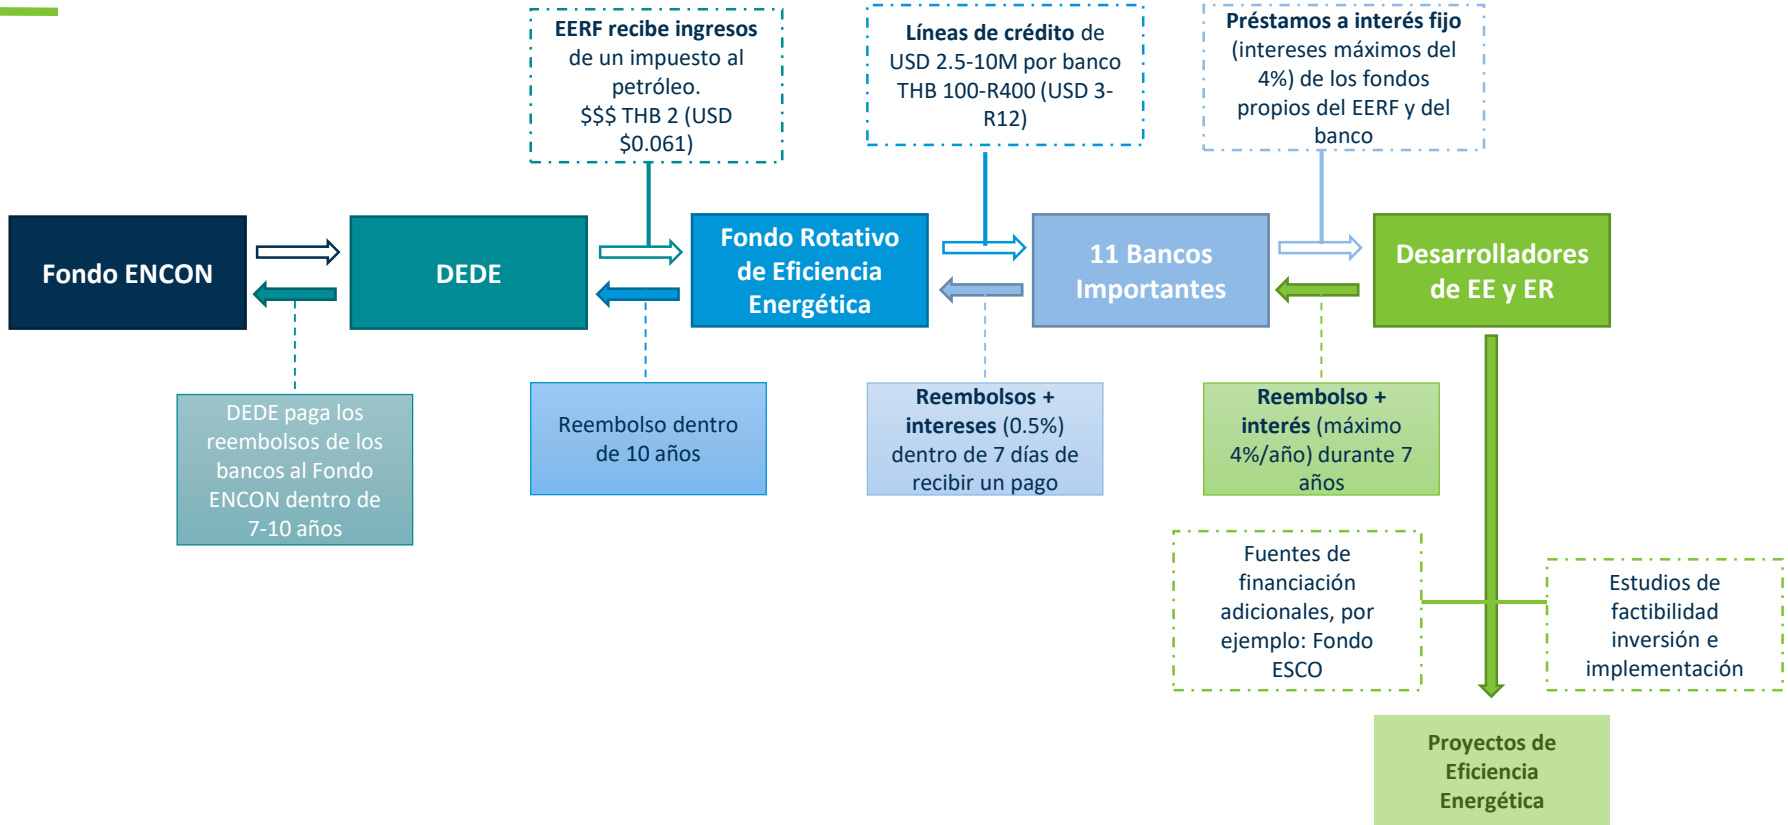 EERF recibe ingresos
de un impuesto al
petróleo.
$$$ THB 2 (USD
$0.061)
Líneas de crédito de
USD 2.5-10M por banco
THB 100-R400 (USD 3-
R12)
Préstamos a interés fijo
(intereses máximos del
4%) de los fondos
propios del EERF y del
banco
Fondo ENCON
DEDE
Fondo Rotativo
de Eficiencia
Energética
11 Bancos
Importantes
Desarrolladores
de EE y ER
DEDE paga los
reembolsos de los
bancos al Fondo
ENCON dentro de
7-10 años
Reembolso dentro
de 10 años
Reembolsos +
intereses (0.5%)
dentro de 7 días de
recibir un pago
Reembolso +
interés (máximo
4%/año) durante 7
años
Fuentes de
financiación
adicionales, por
ejemplo: Fondo
ESCO
Estudios de
factibilidad
inversión e
implementación
Proyectos de
Eficiencia
Energética